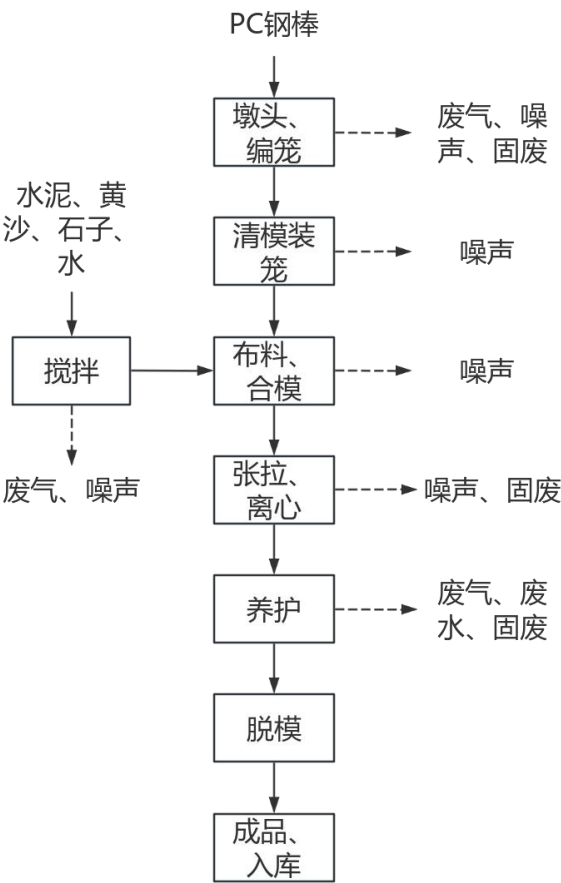 PC钢棒
墩头、
编笼
废气、噪
声、固废
水泥、黄
沙、石子、
水
清模装
笼
噪声
搅拌
布料、
合模
噪声
废气、噪声
张拉、
离心
噪声、固废
养护
废气、废
水、固废
脱模
成品、
入库